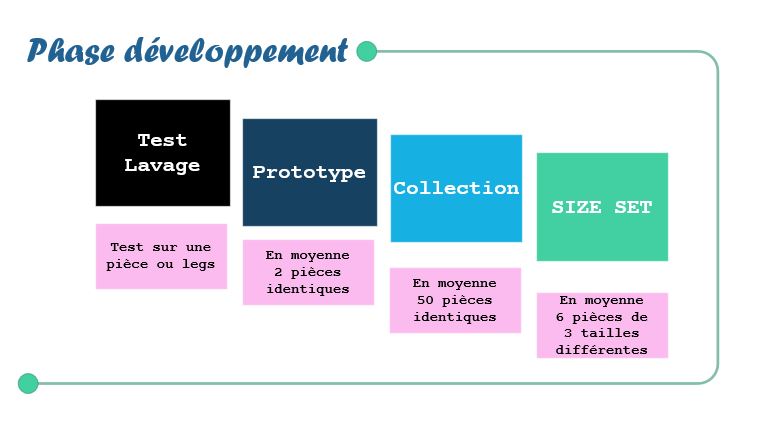 Phase développement
Test
Lavage
Test sur une
pièce ou legs
Prototype
En moyenne
2 pièces
identiques
Collection
En moyenne
50 pièces
identiques
SIZE SET
En moyenne
6 pièces de
3 tailles
différentes